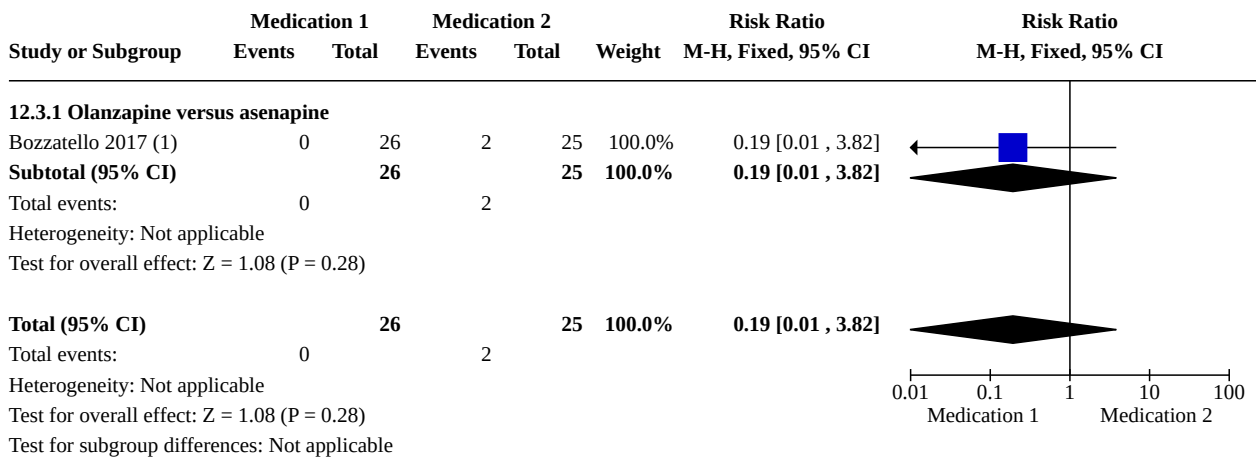 Medication 1 Medication 2 Risk Ratio Risk Ratio
Study or Subgroup Events Total Events Total Weight M-H, Fixed, 95% CI M-H, Fixed, 95% CI
12.3.1 Olanzapine versus asenapine
Bozzatello 2017 (1) 0 26 2 25 100.0% 0.19 [0.01 , 3.82]
Subtotal (95% CI) 26 25 100.0% 0.19 [0.01 , 3.82]
Total events: 0 2
Heterogeneity: Not applicable
Test for overall effect: Z = 1.08 (P = 0.28)
Total (95% CI) 26 25 100.0% 0.19 [0.01 , 3.82]
Total events: 0 2
Heterogeneity: Not applicable
Test for overall effect: Z = 1.08 (P = 0.28)
Test for subgroup differences: Not applicable
0.01 0.1 1 10 100
Medication 1 Medication 2